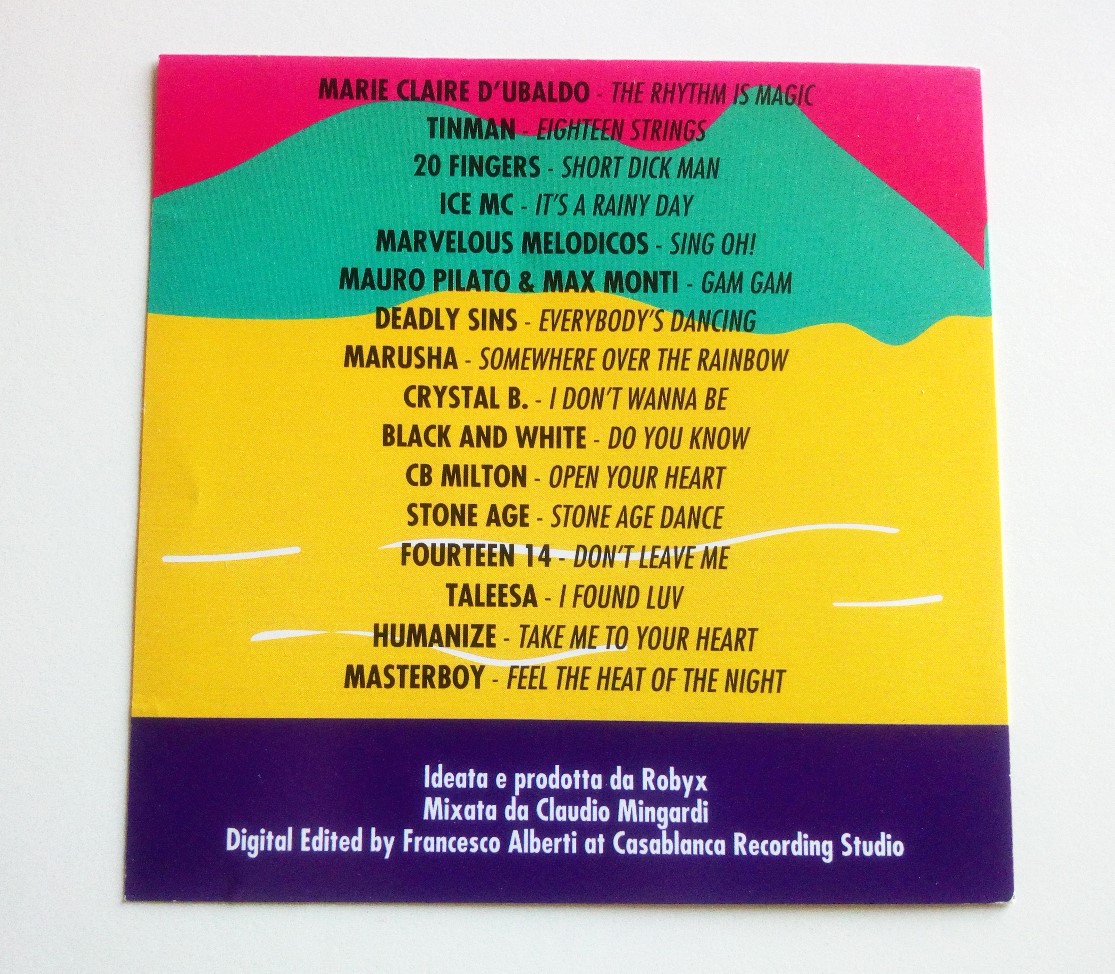 MARIE CLAIRE D'UBALDO - THE RHYTHM IS MAGIC
TINMAN - EIGHTEEN STRINGS
20 FINGERS - SHORT DICK MAN
ICE MC - IT'S A RAINY DAY
MARVELOUS MELODICOS - SING OH!
MAURO PILATO & MAX MONTI - GAM GAM
DEADLY SINS - EVERYBODY'S DANCING
MARUSHA - SOMEWHERE OVER THE RAINBOW
CRYSTAL B. - I DON'T WANNA BE
BLACK AND WHITE - DO YOU KNOW
CB MILTON - OPEN YOUR HEART
STONE AGE - STONE AGE DANCE
FOURTEEN 14 - DON'T LEAVE ME
TALEESA - I FOUND LUV
HUMANIZE - TAKE ME TO YOUR HEART
MASTERBOY - FEEL THE HEAT OF THE NIGHT
Ideata e prodotta da Robyx
Mixata da Claudio Mingardi
Digital Edited by Francesco Alberti at Casablanca Recording Studio